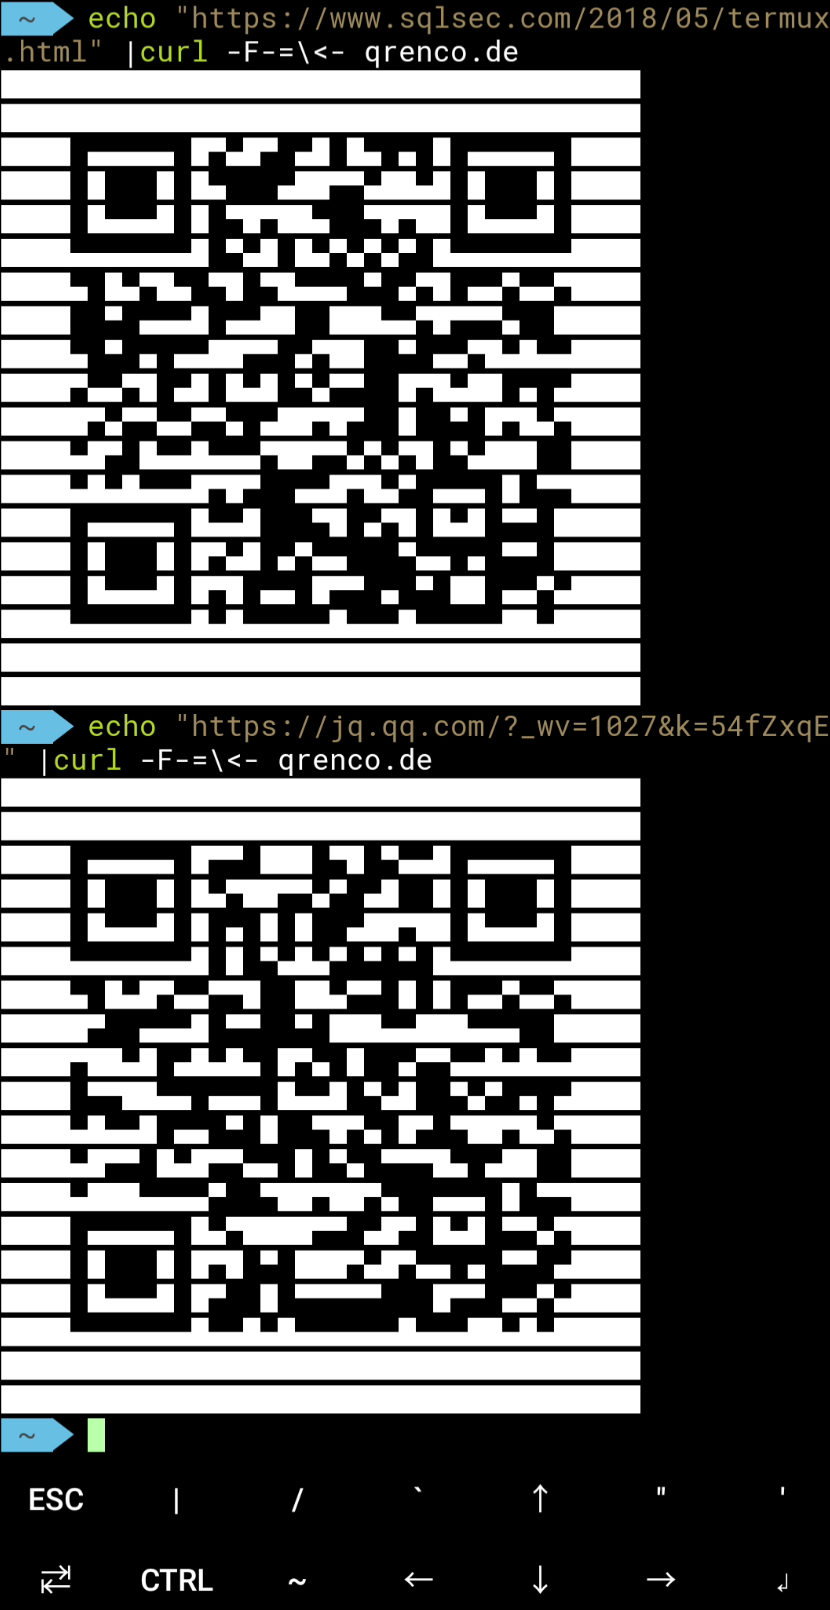 ~ echo "https://www.sqlsec.com/2018/05/termux
.html" |curl -F-=\<- qrenco.de
~ echo "https://jq.qq.com/?_wv=1027&k=54fZxqE
" |curl -F-=\<- qrenco.de
~
ESC | / ` ↑ " '
⇄ CTRL ~ ← ↓ → ↲